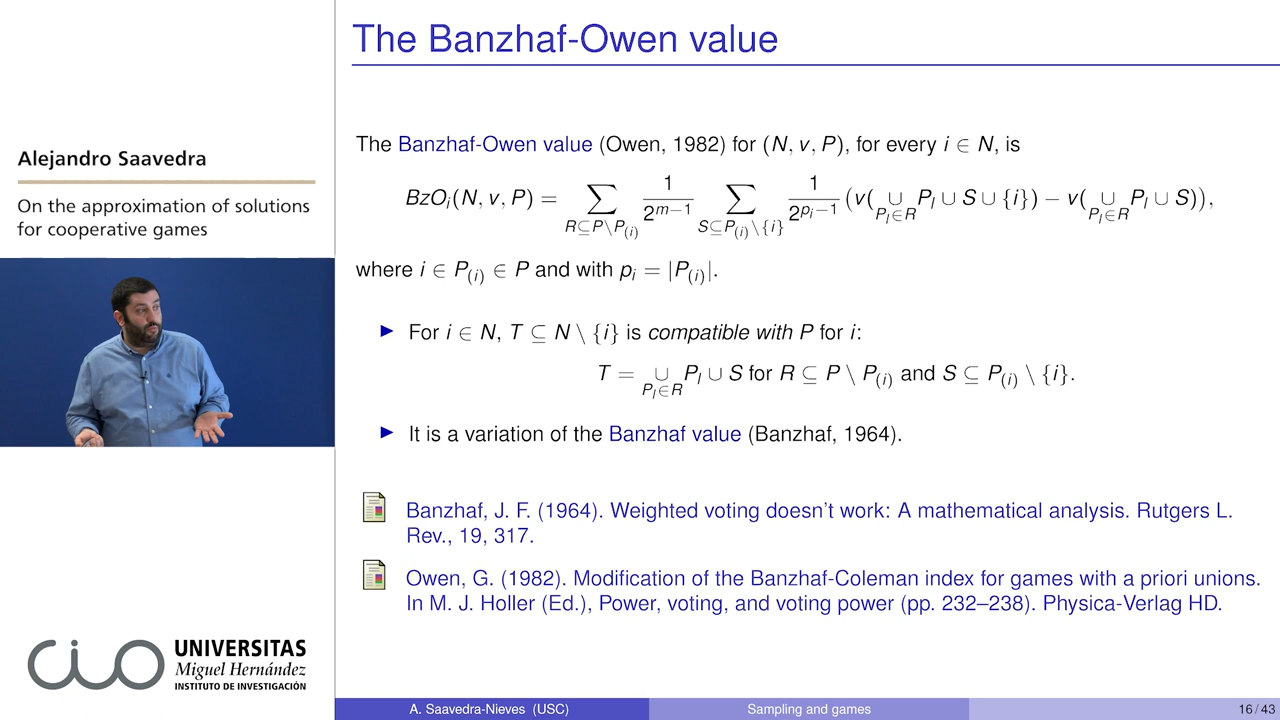 The Banzhaf-Owen value
Alejandro Saavedra
On the approximation of solutions
for cooperative games
The Banzhaf-Owen value (Owen, 1982) for (N, v, P), for every i ∈ N, is
BzO_i(N, v, P) = ∑_{R⊆P\P_{(i)}} 1/2^{m−1} ∑_{S⊆P_{(i)}\{i}} 1/2^{p_i−1} (v(∪_{P_l∈R} P_l ∪ S ∪ {i}) − v(∪_{P_l∈R} P_l ∪ S)),
where i ∈ P_{(i)} ∈ P and with p_i = |P_{(i)}|.
▶ For i ∈ N, T ⊆ N \ {i} is compatible with P for i:
T = ∪_{P_l∈R} P_l ∪ S for R ⊆ P \ P_{(i)} and S ⊆ P_{(i)} \ {i}.
▶ It is a variation of the Banzhaf value (Banzhaf, 1964).
Banzhaf, J. F. (1964). Weighted voting doesn't work: A mathematical analysis. Rutgers L.
Rev., 19, 317.
Owen, G. (1982). Modification of the Banzhaf-Coleman index for games with a priori unions.
In M. J. Holler (Ed.), Power, voting, and voting power (pp. 232–238). Physica-Verlag HD.
cio
UNIVERSITAS
Miguel Hernández
INSTITUTO DE INVESTIGACIÓN
A. Saavedra-Nieves (USC)
Sampling and games
16 / 43